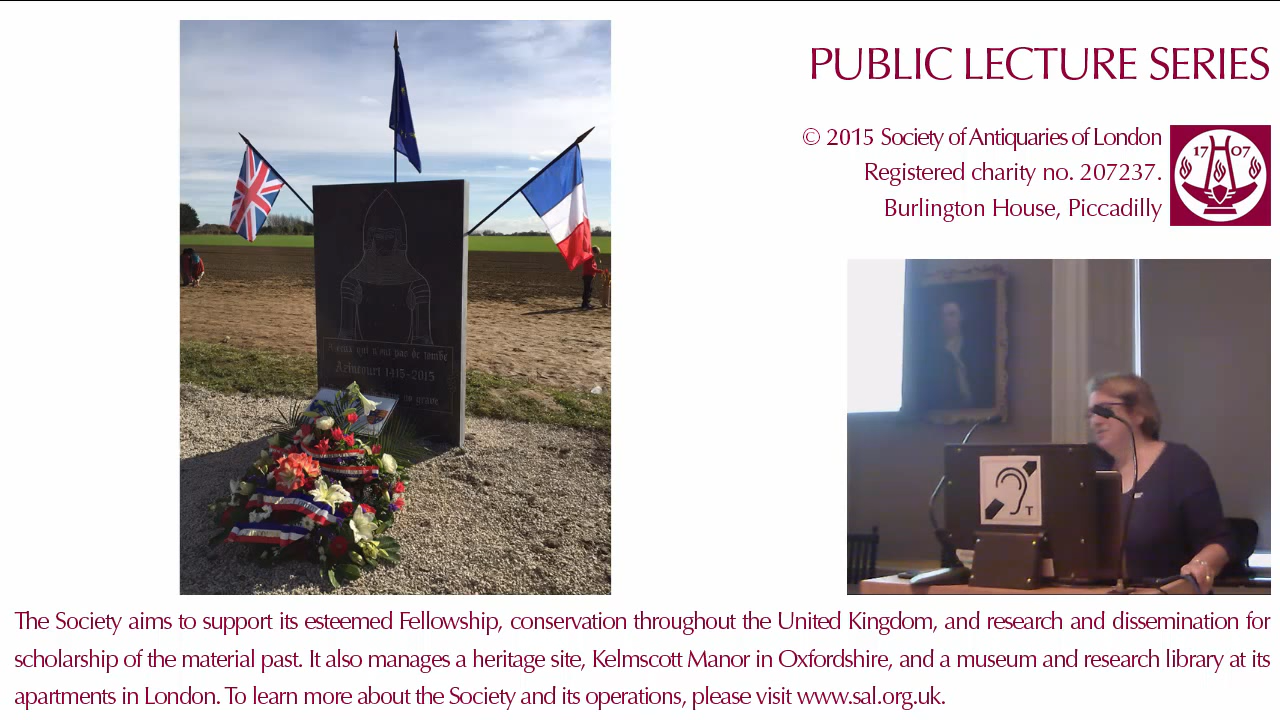 PUBLIC LECTURE SERIES
© 2015 Society of Antiquaries of London
Registered charity no. 207237.
Burlington House, Piccadilly
17 07
T
Azincourt 1415-2015
The Society aims to support its esteemed Fellowship, conservation throughout the United Kingdom, and research and dissemination for
scholarship of the material past. It also manages a heritage site, Kelmscott Manor in Oxfordshire, and a museum and research library at its
apartments in London. To learn more about the Society and its operations, please visit www.sal.org.uk.